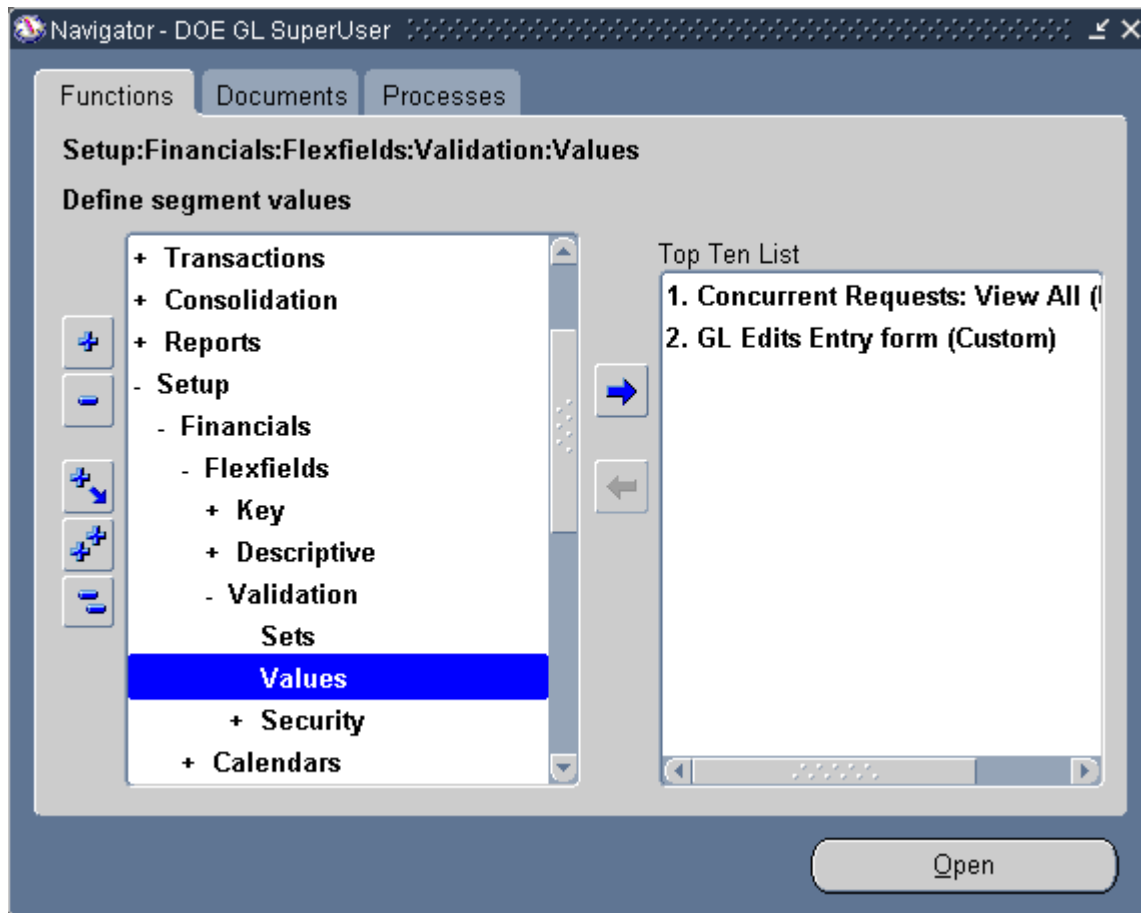 Navigator - DOE GL SuperUser
Functions Documents Processes
Setup:Financials:Flexfields:Validation:Values
Define segment values
+ Transactions
+ Consolidation
+ Reports
- Setup
- Financials
- Flexfields
+ Key
+ Descriptive
- Validation
Sets
Values
+ Security
+ Calendars
Top Ten List
1. Concurrent Requests: View All (
2. GL Edits Entry form (Custom)
Open